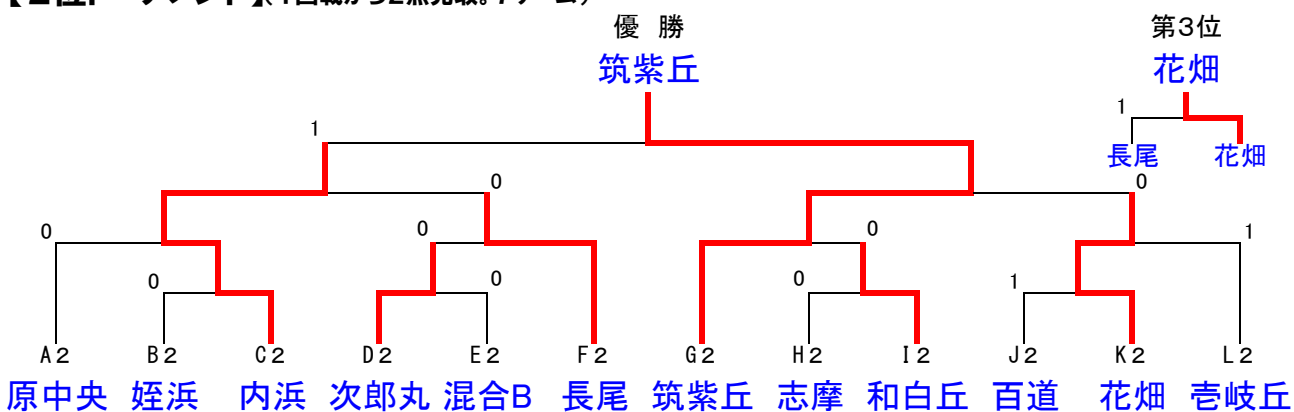 優 勝 第3位
筑紫丘 花畑
1
1
長尾 花畑
0 0
0 0 0 1
0 0 0 1
A2 B2 C2 D2 E2 F2 G2 H2 I2 J2 K2 L2
原中央 姪浜 内浜 次郎丸 混合B 長尾 筑紫丘 志摩 和白丘 百道 花畑 壱岐丘